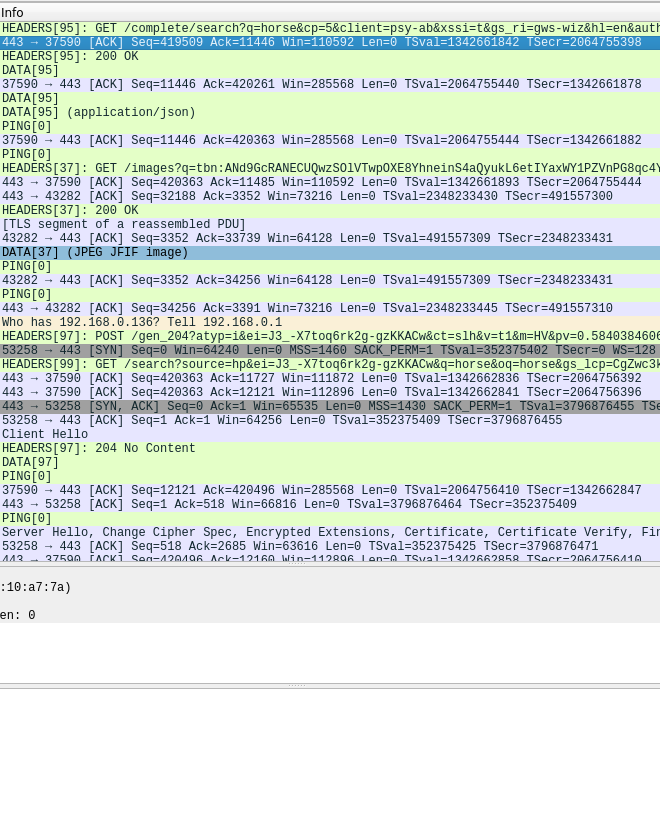 Info
HEADERS[95]: GET /complete/search?q=horse&cp=5&client=psy-ab&xssi=t&gs_ri=gws-wiz&hl=en&auth
443 → 37590 [ACK] Seq=419509 Ack=11446 Win=110592 Len=0 TSval=1342661842 TSecr=2064755398
HEADERS[95]: 200 OK
DATA[95]
37590 → 443 [ACK] Seq=11446 Ack=420261 Win=285568 Len=0 TSval=2064755440 TSecr=1342661878
DATA[95]
DATA[95] (application/json)
PING[0]
37590 → 443 [ACK] Seq=11446 Ack=420363 Win=285568 Len=0 TSval=2064755444 TSecr=1342661882
PING[0]
HEADERS[37]: GET /images?q=tbn:ANd9GcRANECUQwzSOlVTwpOXE8YhneinS4aQyukL6etIYaxWY1PZVnPG8qc4Y
443 → 37590 [ACK] Seq=420363 Ack=11485 Win=110592 Len=0 TSval=1342661893 TSecr=2064755444
443 → 43282 [ACK] Seq=32188 Ack=3352 Win=73216 Len=0 TSval=2348233430 TSecr=491557300
HEADERS[37]: 200 OK
[TLS segment of a reassembled PDU]
43282 → 443 [ACK] Seq=3352 Ack=33739 Win=64128 Len=0 TSval=491557309 TSecr=2348233431
DATA[37] (JPEG JFIF image)
PING[0]
43282 → 443 [ACK] Seq=3352 Ack=34256 Win=64128 Len=0 TSval=491557309 TSecr=2348233431
PING[0]
443 → 43282 [ACK] Seq=34256 Ack=3391 Win=73216 Len=0 TSval=2348233445 TSecr=491557310
Who has 192.168.0.136? Tell 192.168.0.1
HEADERS[97]: POST /gen_204?atyp=i&ei=J3_-X7toq6rk2g-gzKKACw&ct=slh&v=t1&m=HV&pv=0.5840384606
53258 → 443 [SYN] Seq=0 Win=64240 Len=0 MSS=1460 SACK_PERM=1 TSval=352375402 TSecr=0 WS=128
HEADERS[99]: GET /search?source=hp&ei=J3_-X7toq6rk2g-gzKKACw&q=horse&oq=horse&gs_lcp=CgZwc3k
443 → 37590 [ACK] Seq=420363 Ack=11727 Win=111872 Len=0 TSval=1342662836 TSecr=2064756392
443 → 37590 [ACK] Seq=420363 Ack=12121 Win=112896 Len=0 TSval=1342662841 TSecr=2064756396
443 → 53258 [SYN, ACK] Seq=0 Ack=1 Win=65535 Len=0 MSS=1430 SACK_PERM=1 TSval=3796876455 TSe
53258 → 443 [ACK] Seq=1 Ack=1 Win=64256 Len=0 TSval=352375409 TSecr=3796876455
Client Hello
HEADERS[97]: 204 No Content
DATA[97]
PING[0]
37590 → 443 [ACK] Seq=12121 Ack=420496 Win=285568 Len=0 TSval=2064756410 TSecr=1342662847
443 → 53258 [ACK] Seq=1 Ack=518 Win=66816 Len=0 TSval=3796876464 TSecr=352375409
PING[0]
Server Hello, Change Cipher Spec, Encrypted Extensions, Certificate, Certificate Verify, Fin
53258 → 443 [ACK] Seq=518 Ack=2685 Win=63616 Len=0 TSval=352375425 TSecr=3796876471
443 → 37590 [ACK] Seq=420496 Ack=12160 Win=112896 Len=0 TSval=1342662858 TSecr=2064756410
:10:a7:7a)
en: 0